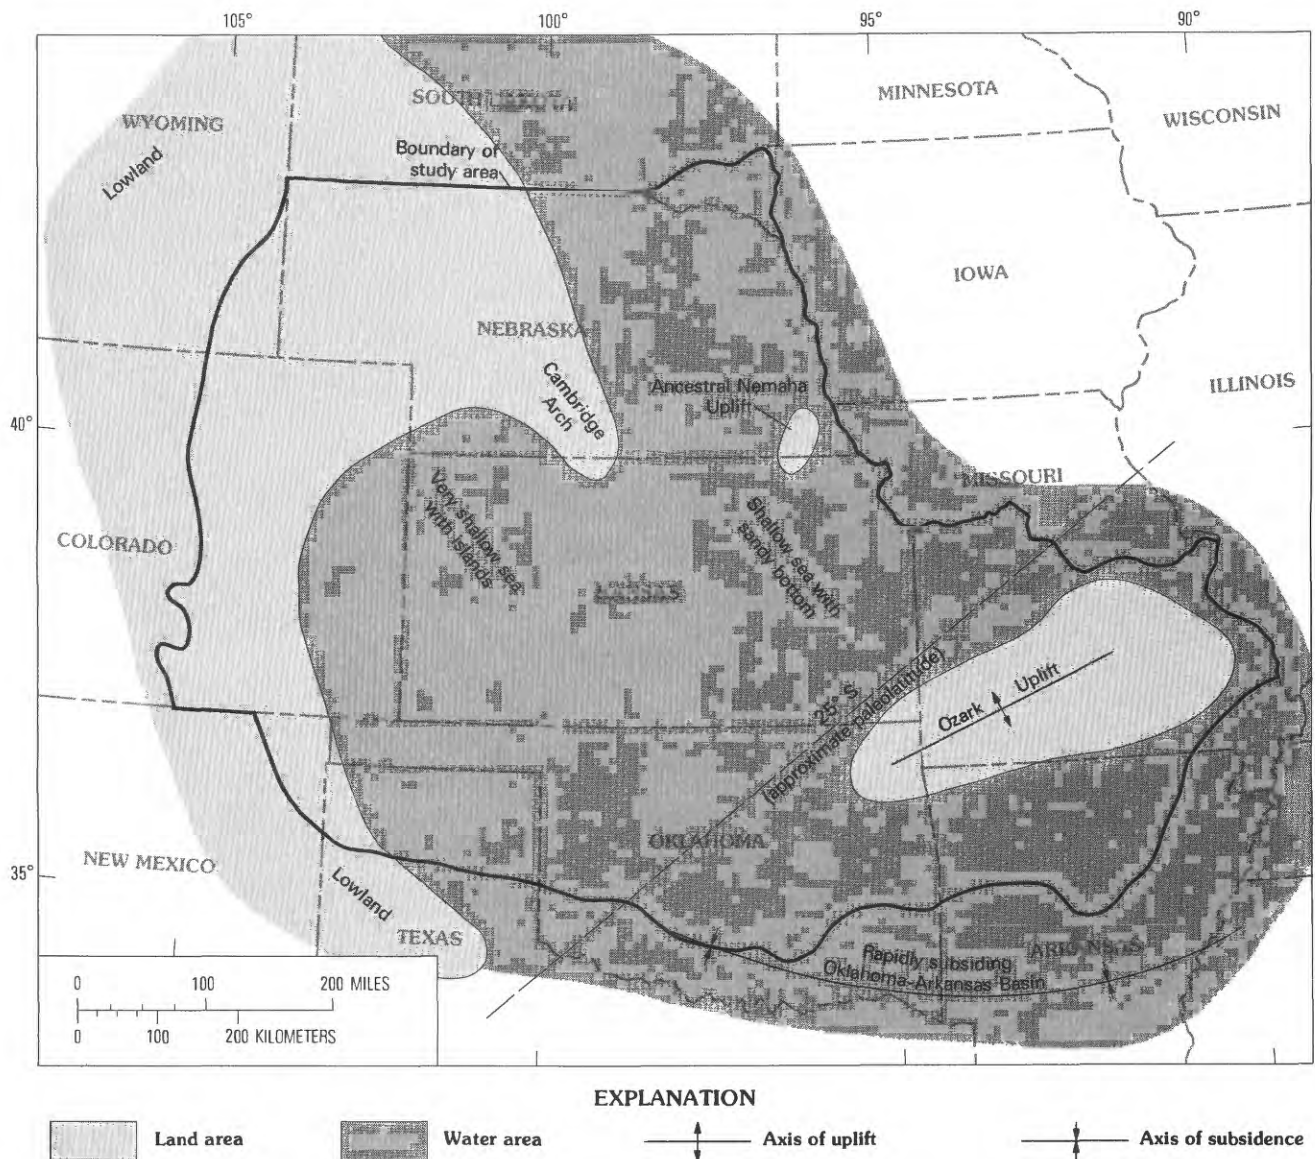 105°
100°
95°
90°
MINNESOTA
WISCONSIN
WYOMING
Lowland
Boundary of
study area
IOWA
NEBRASKA
ILLINOIS
Cambridge
Arch
Ancestral Nemaha
Uplift
40°
MISSOURI
Very shallow sea
with islands
Shallow sea with
sandy bottom
COLORADO
25° S
(approximate paleolatitude)
Ozark Uplift
OKLAHOMA
NEW MEXICO
35°
Lowland
TEXAS
ARKANSAS
Rapidly subsiding
Oklahoma-Arkansas Basin
0 100 200 MILES
0 100 200 KILOMETERS
EXPLANATION
Land area
Water area
Axis of uplift
Axis of subsidence